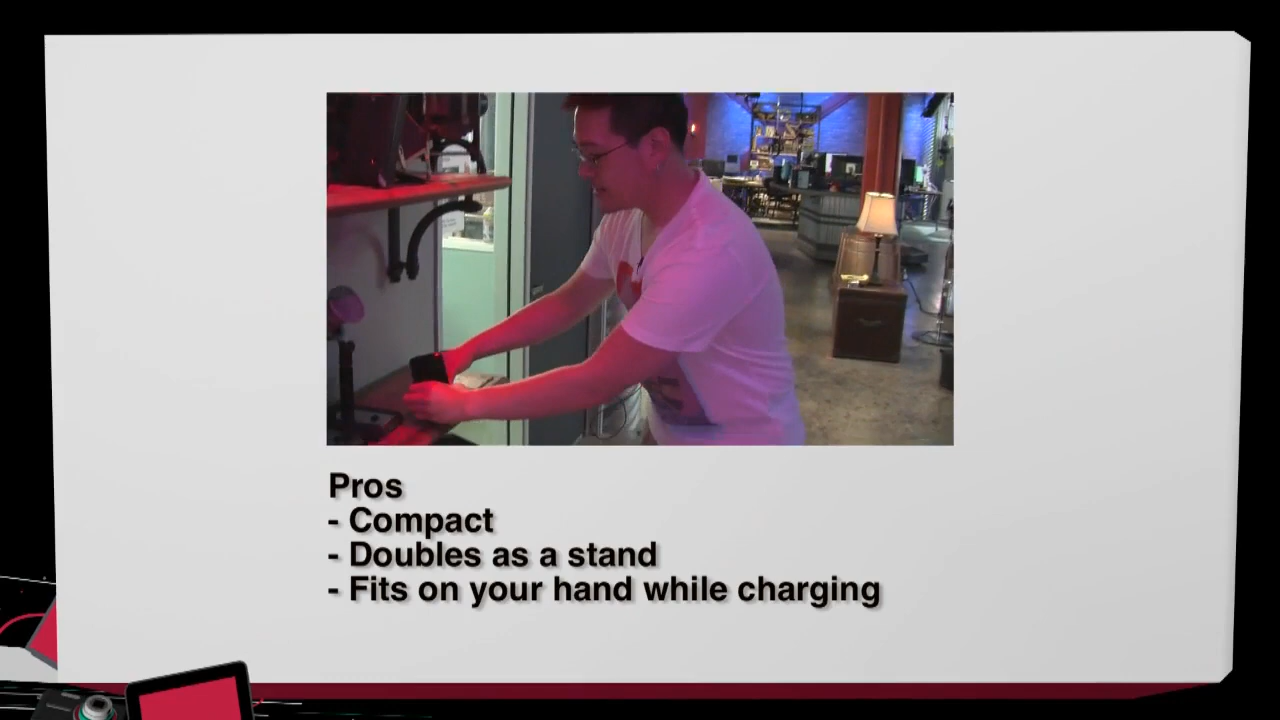 Pros
- Compact
- Doubles as a stand
- Fits on your hand while charging